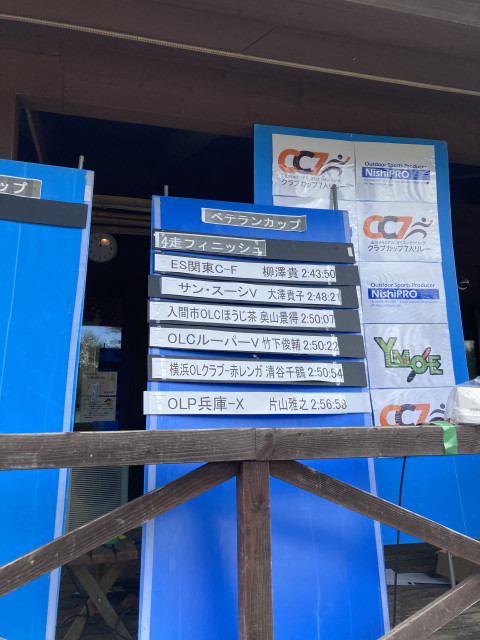 ップ
ベテランカップ
4走フィニッシュ
ES関東C-F 柳澤貴 2:43:50
サン・スーシV 大澤貴子 2:48:21
入間市OLCほうじ茶 奥山景得 2:50:07
OLCルーパーV 竹下俊輔 2:50:22
横浜OLクラブ-赤レンガ 清谷千鶴 2:50:54
OLP兵庫-X 片山雅之 2:56:53
CC7
クラブカップ7人リレー
Outdoor Sports Producer
NishiPRO
CC7
クラブカップ7人リレー
Outdoor Sports Producer
NishiPRO
YMOE
CC7